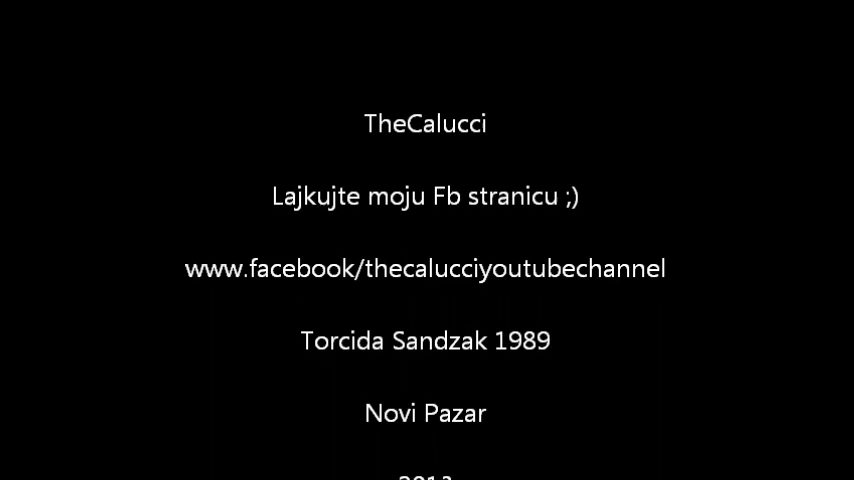 TheCalucci
Lajkujte moju Fb stranicu ;)
www.facebook/thecalucciyoutubechannel
Torcida Sandzak 1989
Novi Pazar